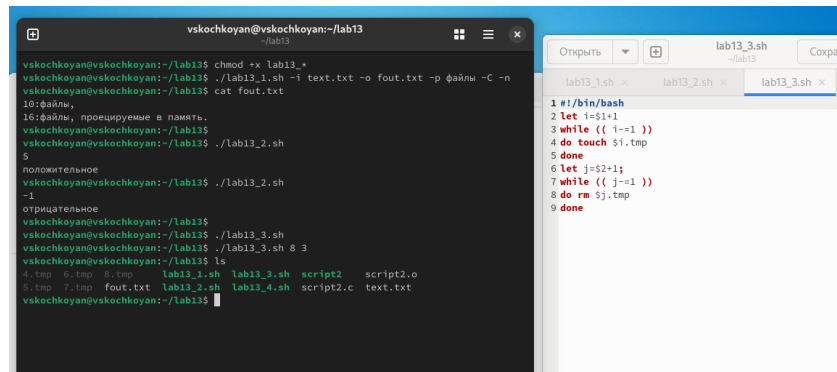 vskochkoyan@vskochkoyan:~/lab13
~/lab13
vskochkoyan@vskochkoyan:~/lab13$ chmod +x lab13_*
vskochkoyan@vskochkoyan:~/lab13$ ./lab13_1.sh -i text.txt -o fout.txt -p файлы -C -n
vskochkoyan@vskochkoyan:~/lab13$ cat fout.txt
10:файлы,
16:файлы, проецируемые в память.
vskochkoyan@vskochkoyan:~/lab13$
vskochkoyan@vskochkoyan:~/lab13$ ./lab13_2.sh
5
положительное
vskochkoyan@vskochkoyan:~/lab13$ ./lab13_2.sh
-1
отрицательное
vskochkoyan@vskochkoyan:~/lab13$
vskochkoyan@vskochkoyan:~/lab13$ ./lab13_3.sh
vskochkoyan@vskochkoyan:~/lab13$ ./lab13_3.sh 8 3
vskochkoyan@vskochkoyan:~/lab13$ ls
4.tmp 6.tmp 8.tmp lab13_1.sh lab13_3.sh script2 script2.o
5.tmp 7.tmp fout.txt lab13_2.sh lab13_4.sh script2.c text.txt
vskochkoyan@vskochkoyan:~/lab13$
Открыть
lab13_3.sh
~/lab13
Сохра
lab13_1.sh ×
lab13_2.sh ×
lab13_3.sh ×
1 #!/bin/bash
2 let i=$1+1
3 while (( i-=1 ))
4 do touch $i.tmp
5 done
6 let j=$2+1;
7 while (( j-=1 ))
8 do rm $j.tmp
9 done